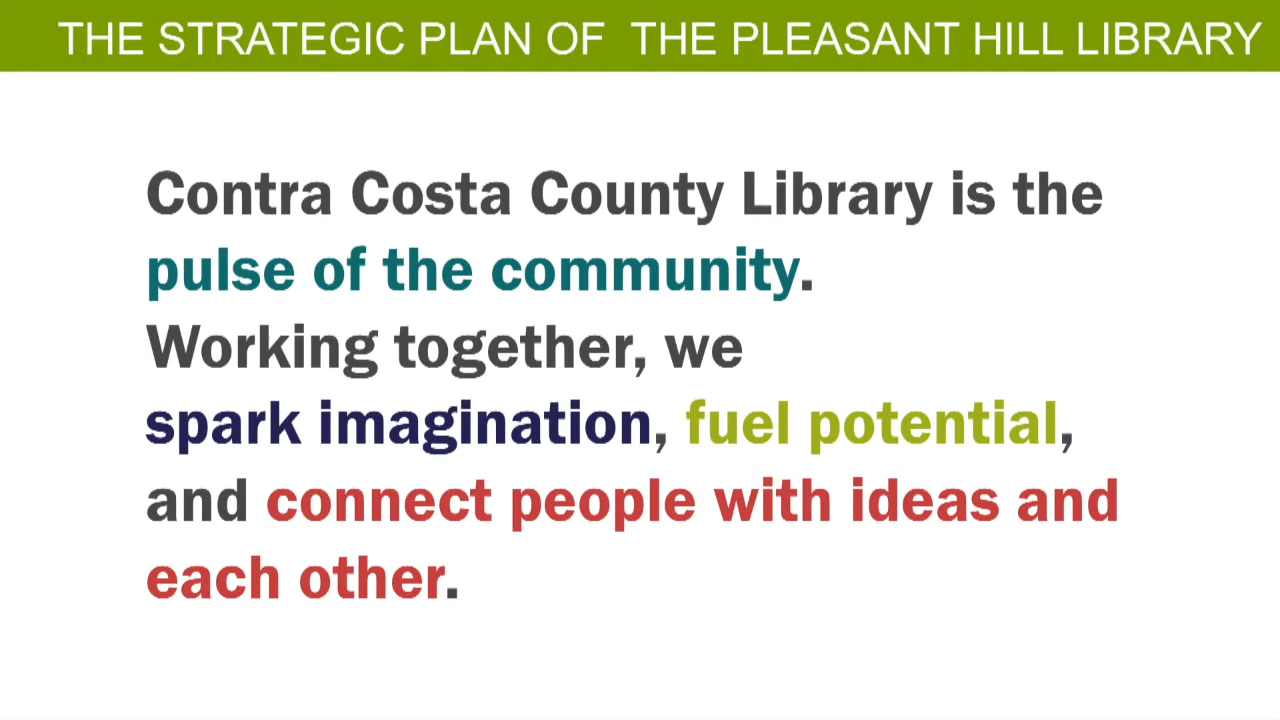 THE STRATEGIC PLAN OF THE PLEASANT HILL LIBRARY
Contra Costa County Library is the
pulse of the community.
Working together, we
spark imagination, fuel potential,
and connect people with ideas and
each other.